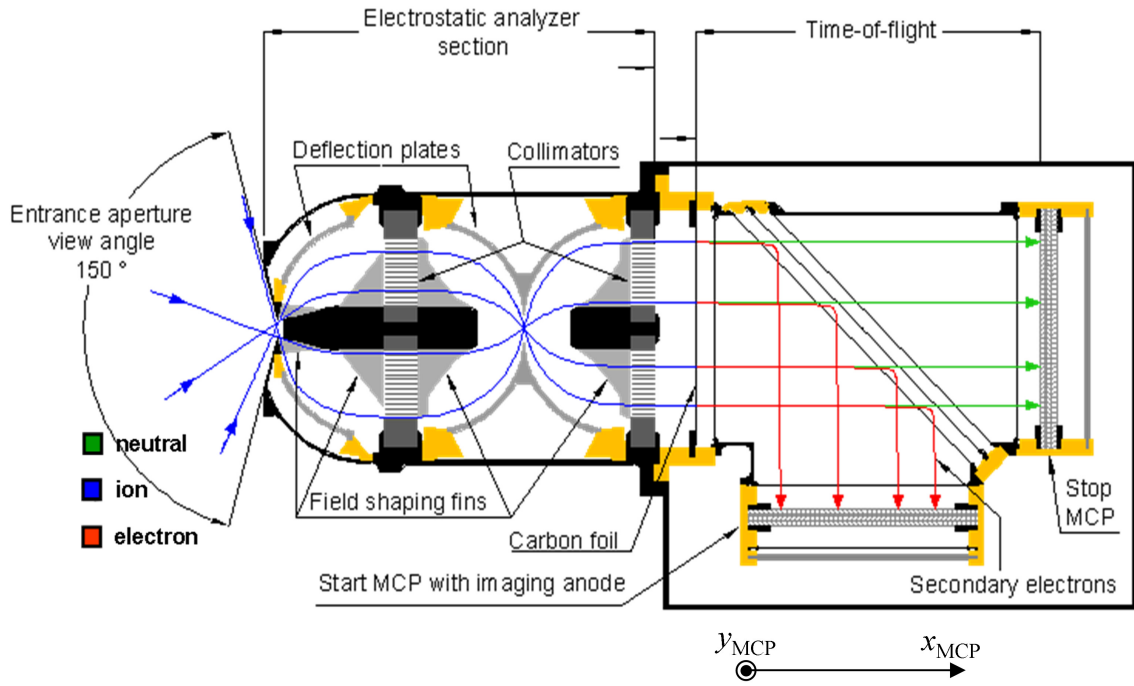 Electrostatic analyzer
section
Time-of-flight
Deflection plates
Collimators
Entrance aperture
view angle
150 °
neutral
ion
electron
Field shaping fins
Carbon foil
Start MCP with imaging anode
Stop
MCP
Secondary electrons
yMCP
xMCP